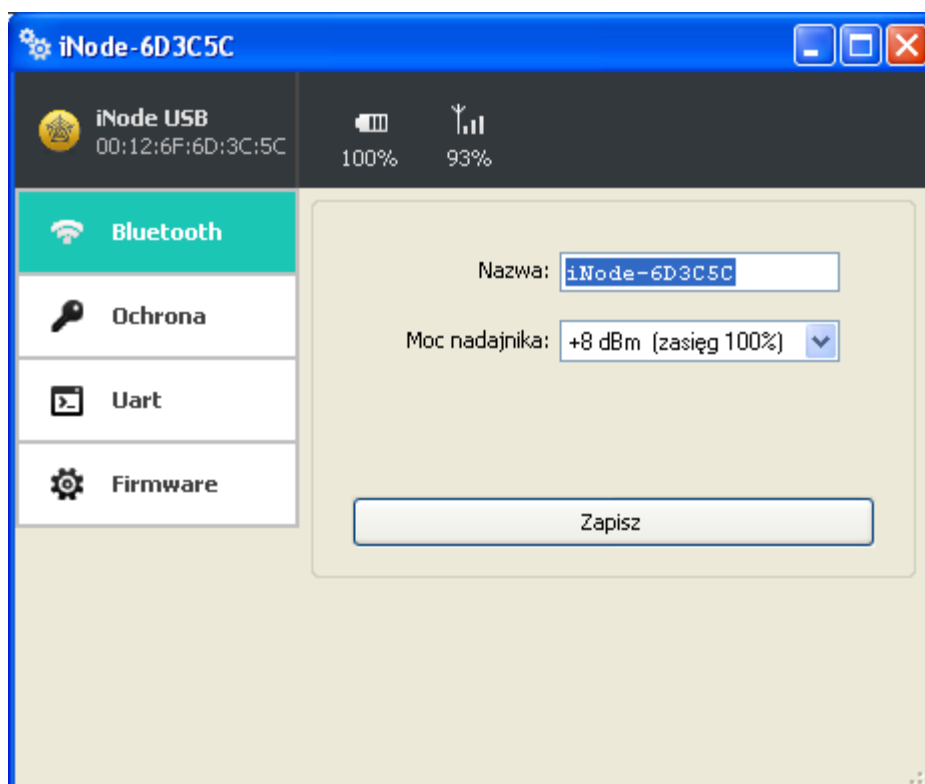 iNode-6D3C5C
iNode USB
00:12:6F:6D:3C:5C
100%
93%
Bluetooth
Ochrona
Uart
Firmware
Nazwa: iNode-6D3C5C
Moc nadajnika: +8 dBm (zasięg 100%)
Zapisz